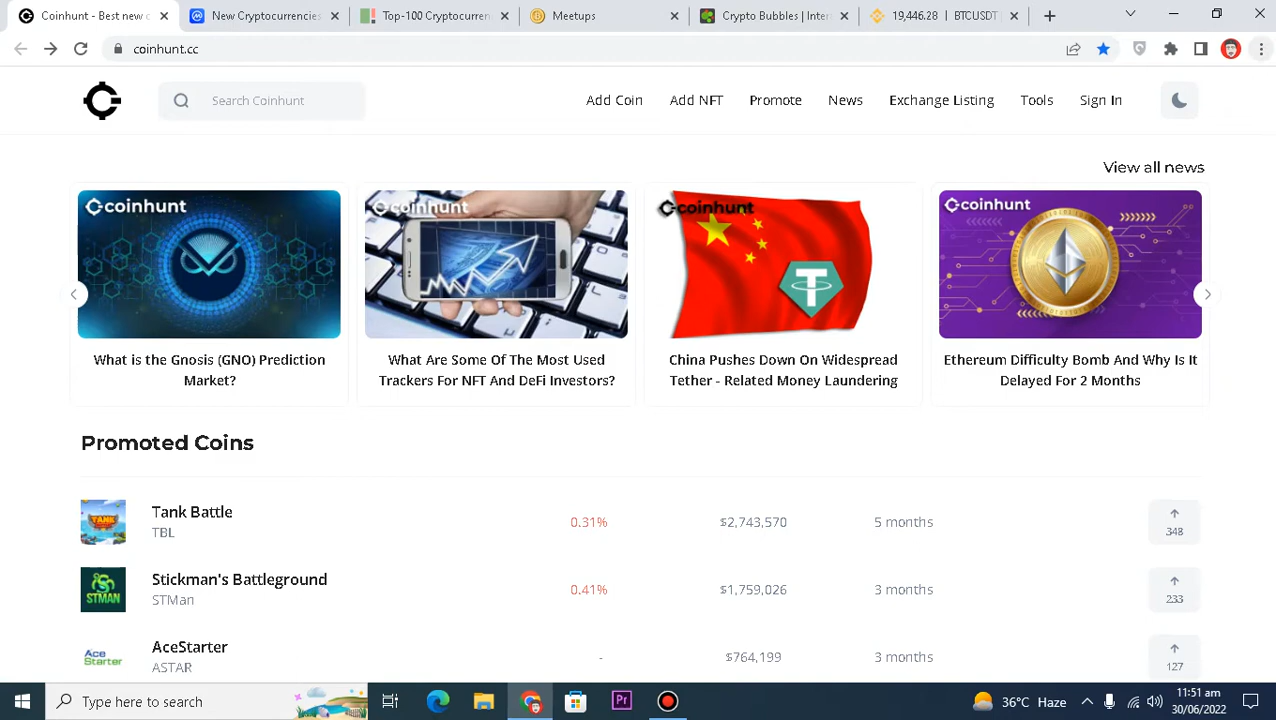 Coinhunt - Best new c
New Cryptocurrencies
Top-100 Cryptocurren
Meetups
Crypto Bubbles | Inter
19,446.28 | BTCUSDT
coinhunt.cc
Search Coinhunt
Add Coin
Add NFT
Promote
News
Exchange Listing
Tools
Sign In
View all news
coinhunt
coinhunt
coinhunt
coinhunt
What is the Gnosis (GNO) Prediction
Market?
What Are Some Of The Most Used
Trackers For NFT And DeFi Investors?
China Pushes Down On Widespread
Tether - Related Money Laundering
Ethereum Difficulty Bomb And Why Is It
Delayed For 2 Months
Promoted Coins
TANK
Tank Battle
TBL
0.31%
$2,743,570
5 months
348
STMAN
Stickman's Battleground
STMan
0.41%
$1,759,026
3 months
233
Ace
Starter
AceStarter
ASTAR
-
$764,199
3 months
127
Type here to search
Pr
36°C Haze
11:51 am
30/06/2022